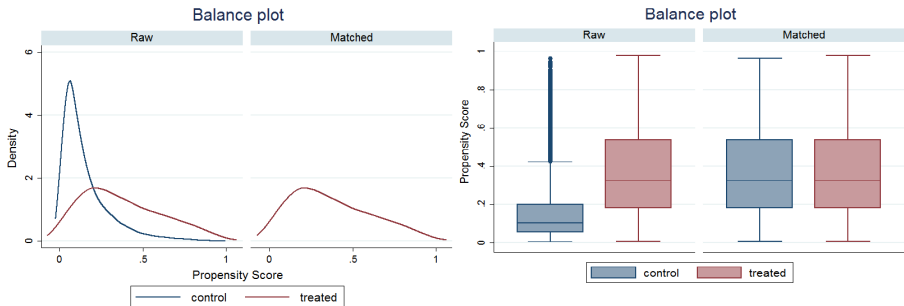 Balance plot
Raw
Matched
6
4
2
0
Density
0
.5
1
0
.5
1
Propensity Score
control
treated
Balance plot
Raw
Matched
1
.8
.6
.4
.2
0
Propensity Score
control
treated